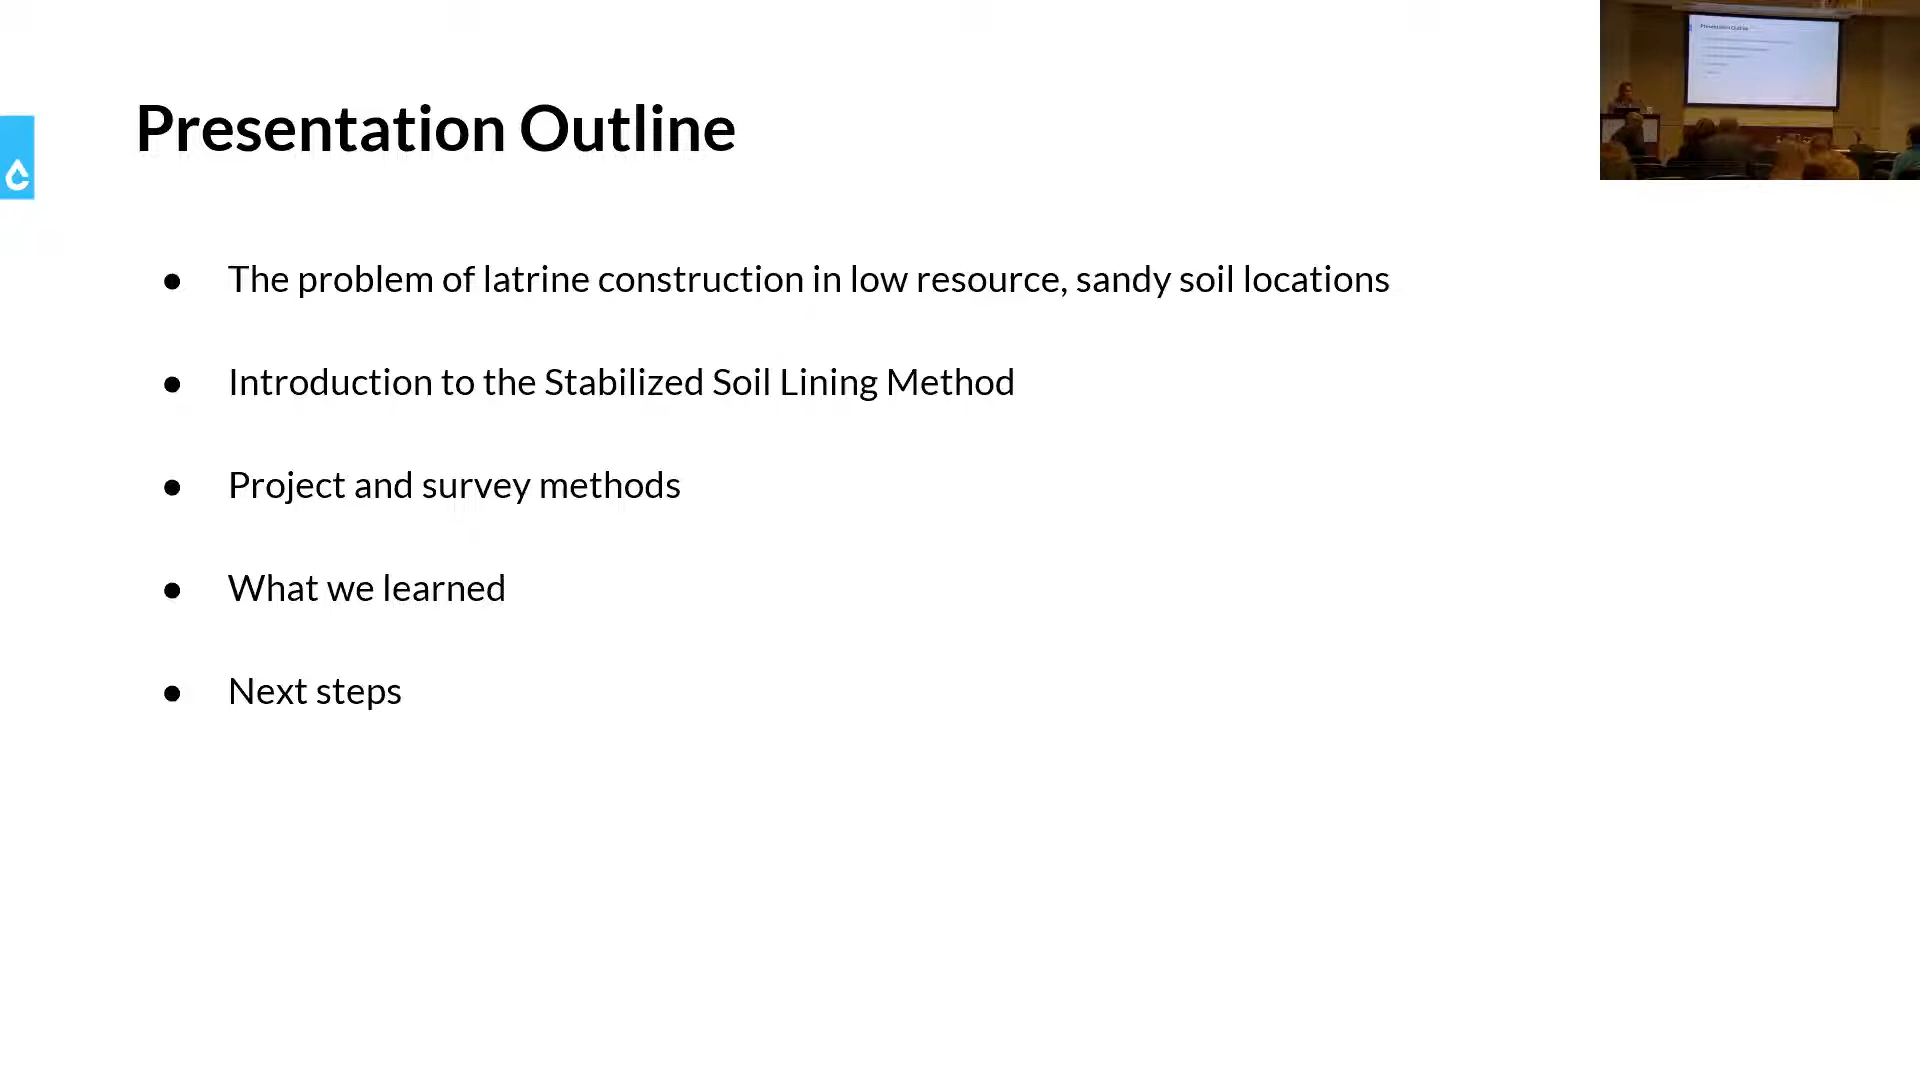 Presentation Outline
● The problem of latrine construction in low resource, sandy soil locations
● Introduction to the Stabilized Soil Lining Method
● Project and survey methods
● What we learned
● Next steps